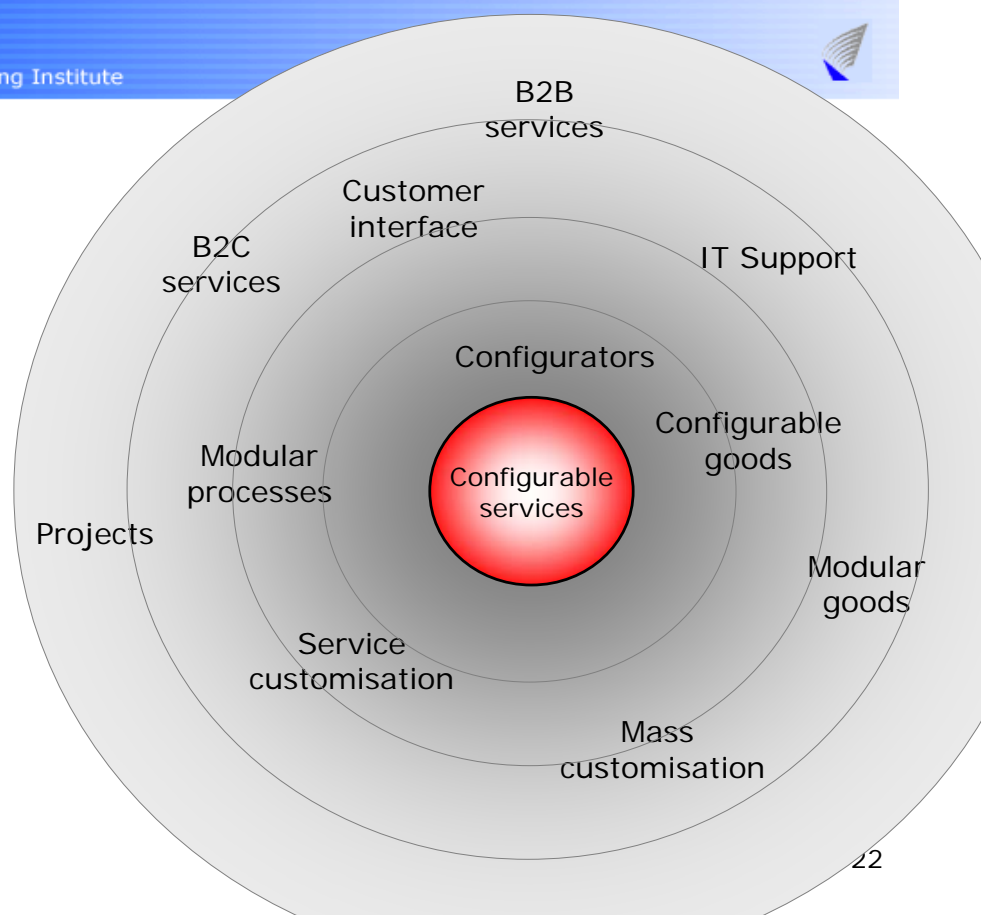 ng Institute
B2B
services
Customer
interface
B2C
services
IT Support
Configurators
Configurable
goods
Modular
processes
Configurable
services
Projects
Modular
goods
Service
customisation
Mass
customisation
22